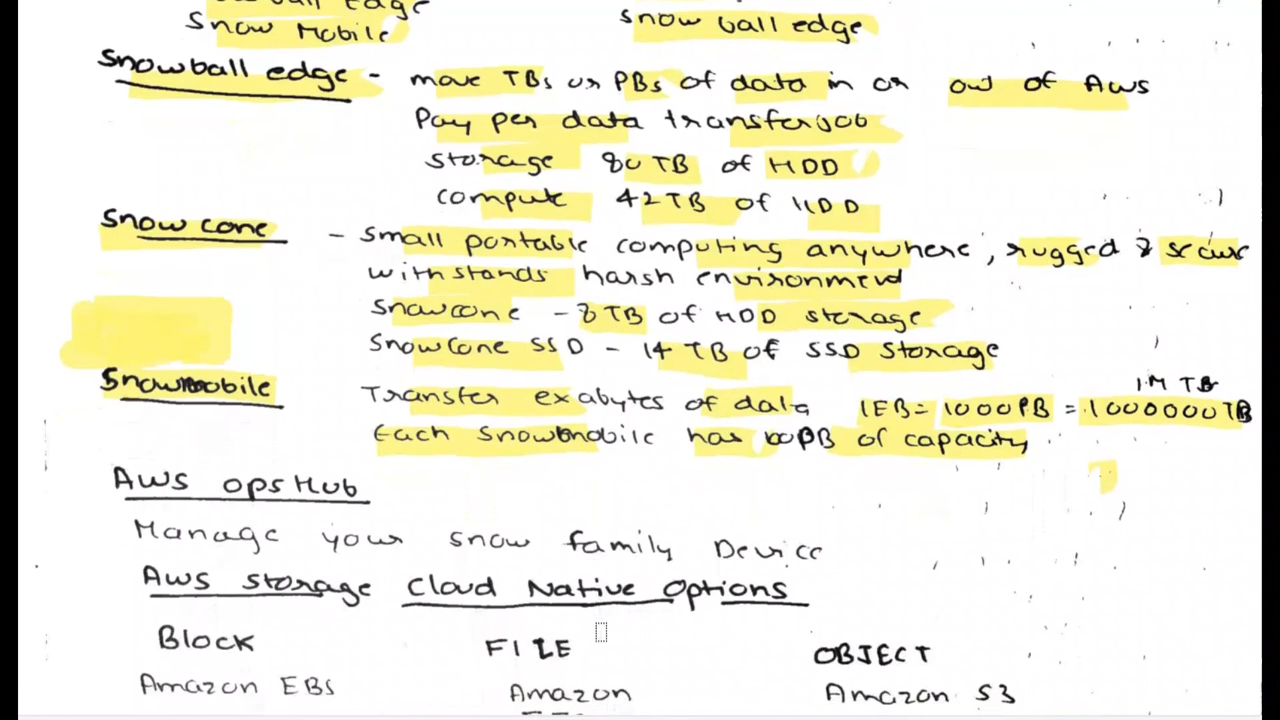 Snow Mobile
snow ball edge
Snowball edge - move TBs or PBs of data in or out of Aws
Pay per data transfer job
storage 80 TB of HDD
compute 42TB of HDD
Snow cone - small portable computing anywhere, rugged & secure
withstands harsh environment
snowcone - 8TB of HDD storage
Snowcone SSD - 14 TB of SSD storage
1M TB
Snowmobile Transfer exabytes of data 1EB = 1000PB = 1000000TB
Each snowmobile has 100PB of capacity
Aws opsHub
Manage your snow family Device
Aws storage Cloud Native Options
Block FILE OBJECT
Amazon EBS Amazon Amazon S3